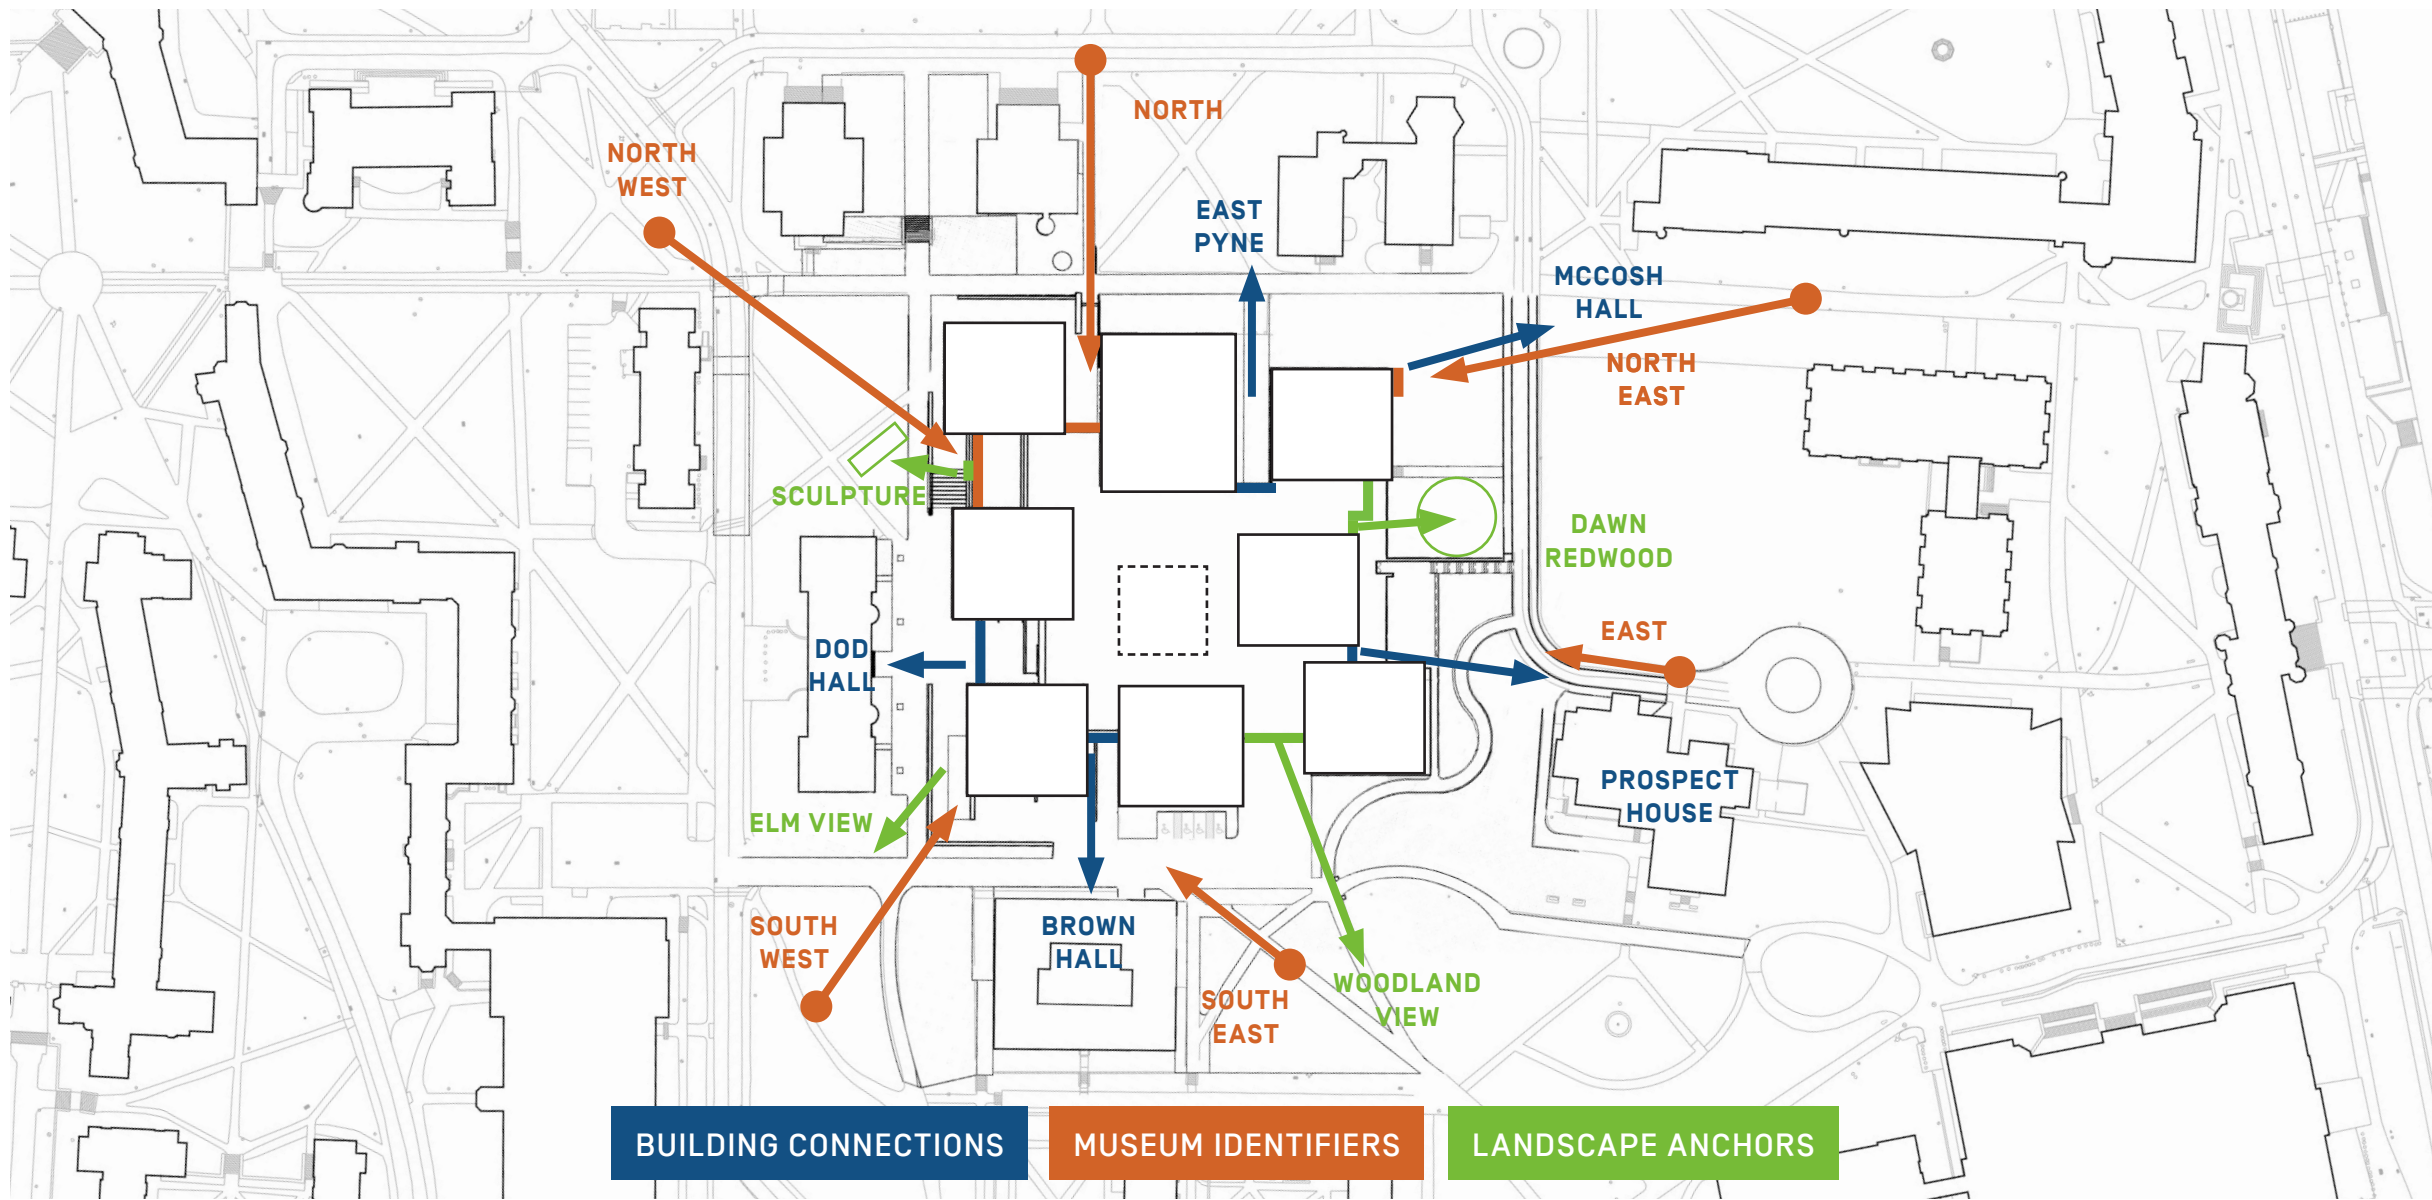 NORTH
NORTH
WEST
EAST
PYNE
MCCOSH
HALL
NORTH
EAST
SCULPTURE
DAWN
REDWOOD
DOD
HALL
EAST
PROSPECT
HOUSE
ELM VIEW
SOUTH
WEST
BROWN
HALL
SOUTH
EAST
WOODLAND
VIEW
BUILDING CONNECTIONS
MUSEUM IDENTIFIERS
LANDSCAPE ANCHORS